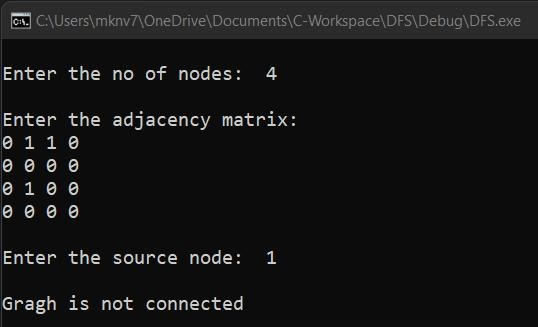 C:\Users\mknv7\OneDrive\Documents\C-Workspace\DFS\Debug\DFS.exe
Enter the no of nodes:  4
Enter the adjacency matrix:
0 1 1 0
0 0 0 0
0 1 0 0
0 0 0 0
Enter the source node:  1
Gragh is not connected